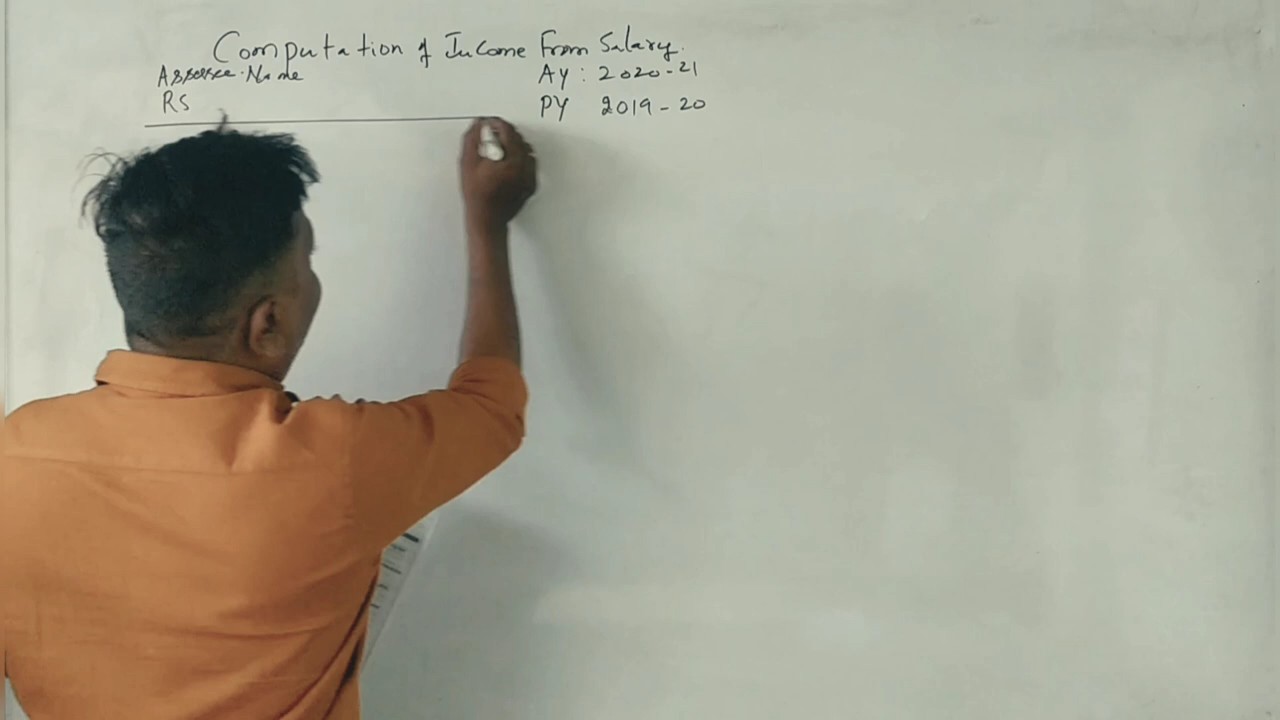 Computation of Income From Salary.
Assessee Name
AY : 2020-21
RS
PY 2019-20